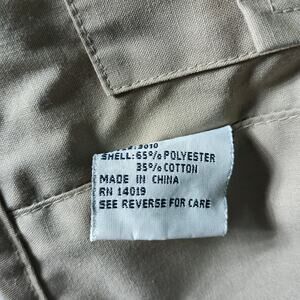 SHELL: 65% POLYESTER
35% COTTON
MADE IN CHINA
RN 14019
SEE REVERSE FOR CARE